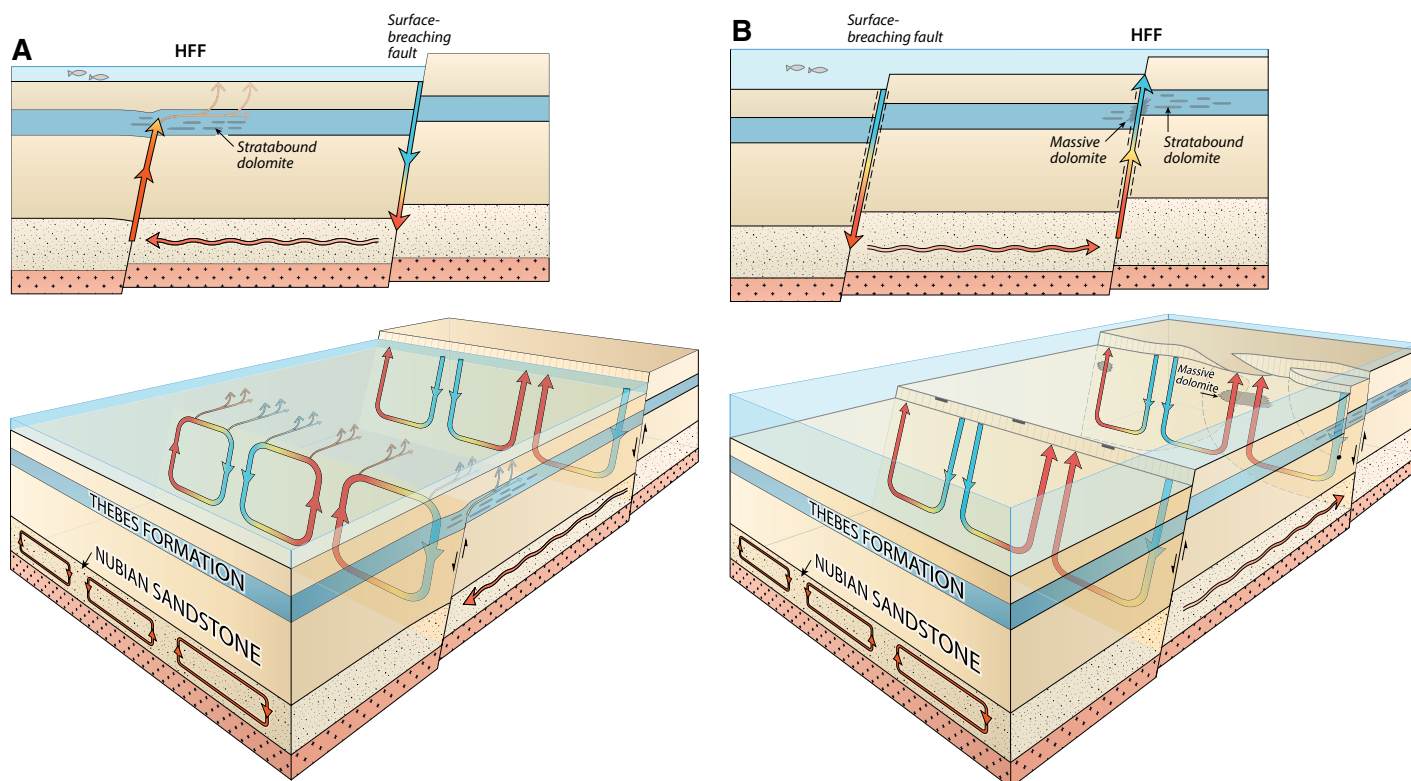 A
HFF
Surface-
breaching
fault
Stratabound
dolomite
THEBES FORMATION
NUBIAN SANDSTONE
B
Surface-
breaching fault
HFF
Massive
dolomite
Stratabound
dolomite
Massive
dolomite
THEBES FORMATION
NUBIAN SANDSTONE